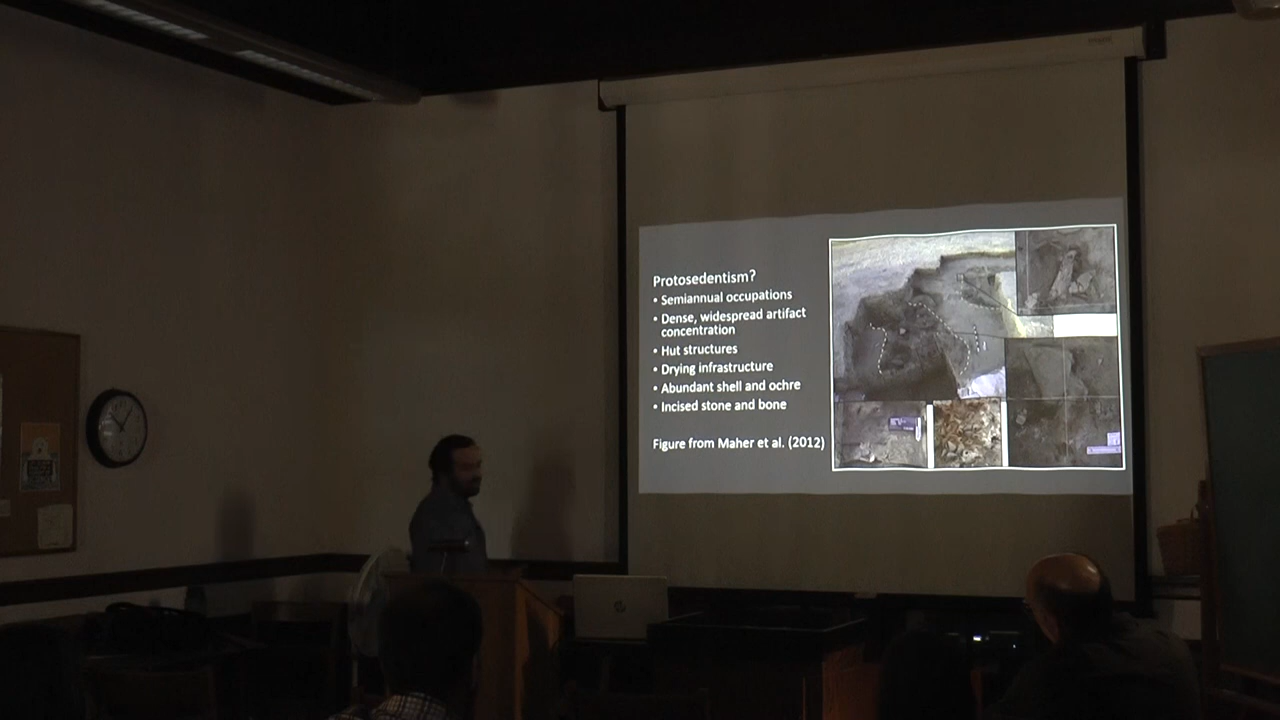 Protosedentism?
• Semiannual occupations
• Dense, widespread artifact
concentration
• Hut structures
• Drying infrastructure
• Abundant shell and ochre
• Incised stone and bone
Figure from Maher et al. (2012)